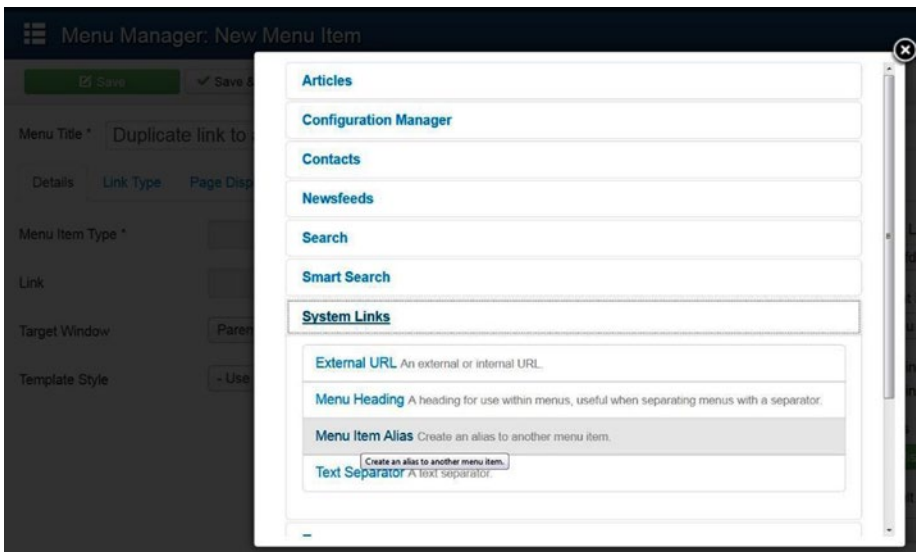 Menu Manager: New Menu Item
Save
Save &
Menu Title *
Duplicate link to
Details
Link Type
Page Disp
Menu Item Type *
Link
Target Window
Paren
Template Style
- Use
Articles
Configuration Manager
Contacts
Newsfeeds
Search
Smart Search
System Links
External URL An external or internal URL.
Menu Heading A heading for use within menus, useful when separating menus with a separator.
Menu Item Alias Create an alias to another menu item.
Create an alias to another menu item.
Text Separator A text separator.